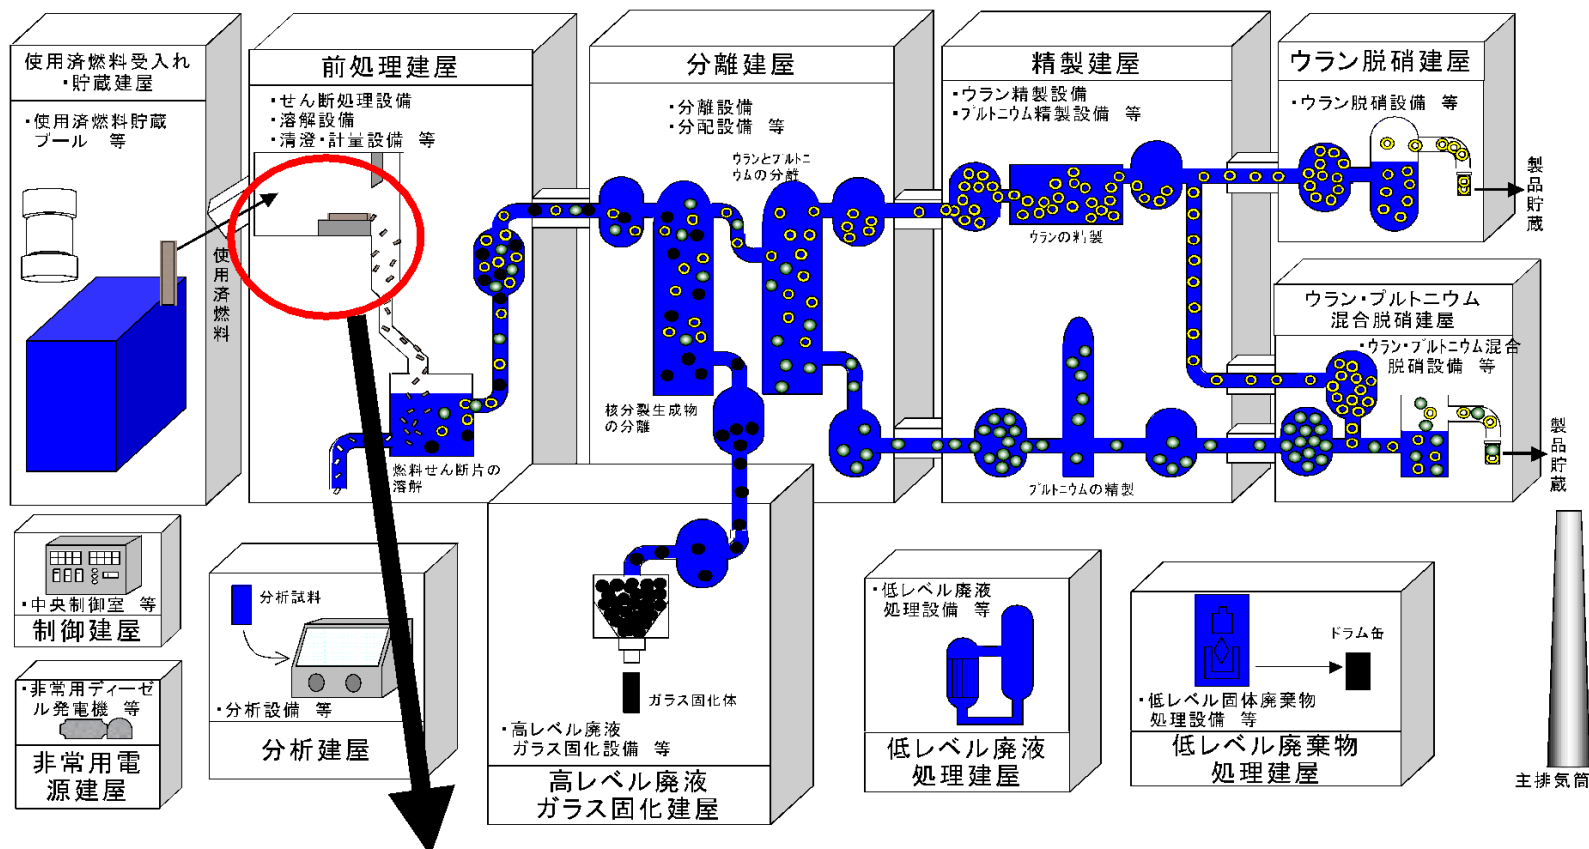 使用済燃料受入れ
・貯蔵建屋
・使用済燃料貯蔵
プール 等
使用済燃料
前処理建屋
・せん断処理設備
・溶解設備
・清澄・計量設備 等
燃料せん断片の
溶解
分離建屋
・分離設備
・分配設備 等
ウランとプルトニ
ウムの分離
核分裂生成物
の分離
精製建屋
・ウラン精製設備
・プルトニウム精製設備 等
ウランの精製
プルトニウムの精製
ウラン脱硝建屋
・ウラン脱硝設備 等
製品貯蔵
ウラン・プルトニウム
混合脱硝建屋
・ウラン・プルトニウム混合
脱硝設備 等
製品貯蔵
・中央制御室 等
制御建屋
・非常用ディーゼ
ル発電機 等
非常用電
源建屋
分析試料
・分析設備 等
分析建屋
ガラス固化体
・高レベル廃液
ガラス固化設備 等
高レベル廃液
ガラス固化建屋
・低レベル廃液
処理設備 等
低レベル廃液
処理建屋
ドラム缶
・低レベル固体廃棄物
処理設備 等
低レベル廃棄物
処理建屋
主排気筒